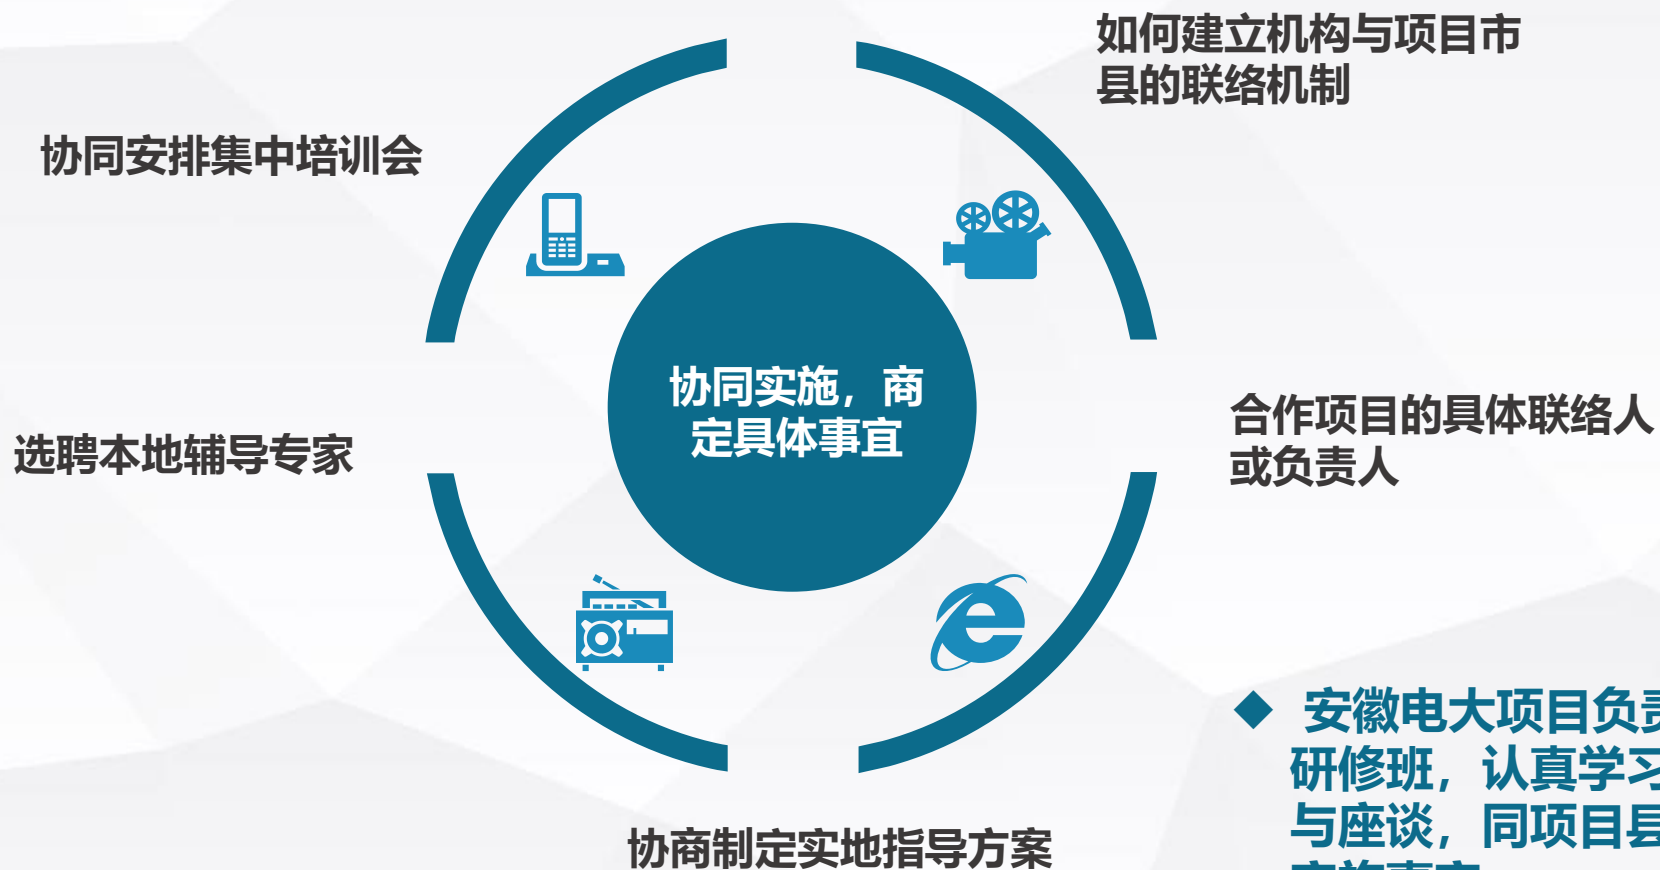 如何建立机构与项目市
县的联络机制
协同安排集中培训会
协同实施，商
定具体事宜
合作项目的具体联络人
或负责人
选聘本地辅导专家
安徽电大项目负责
研修班，认真学习
与座谈，同项目县
协商制定实地指导方案